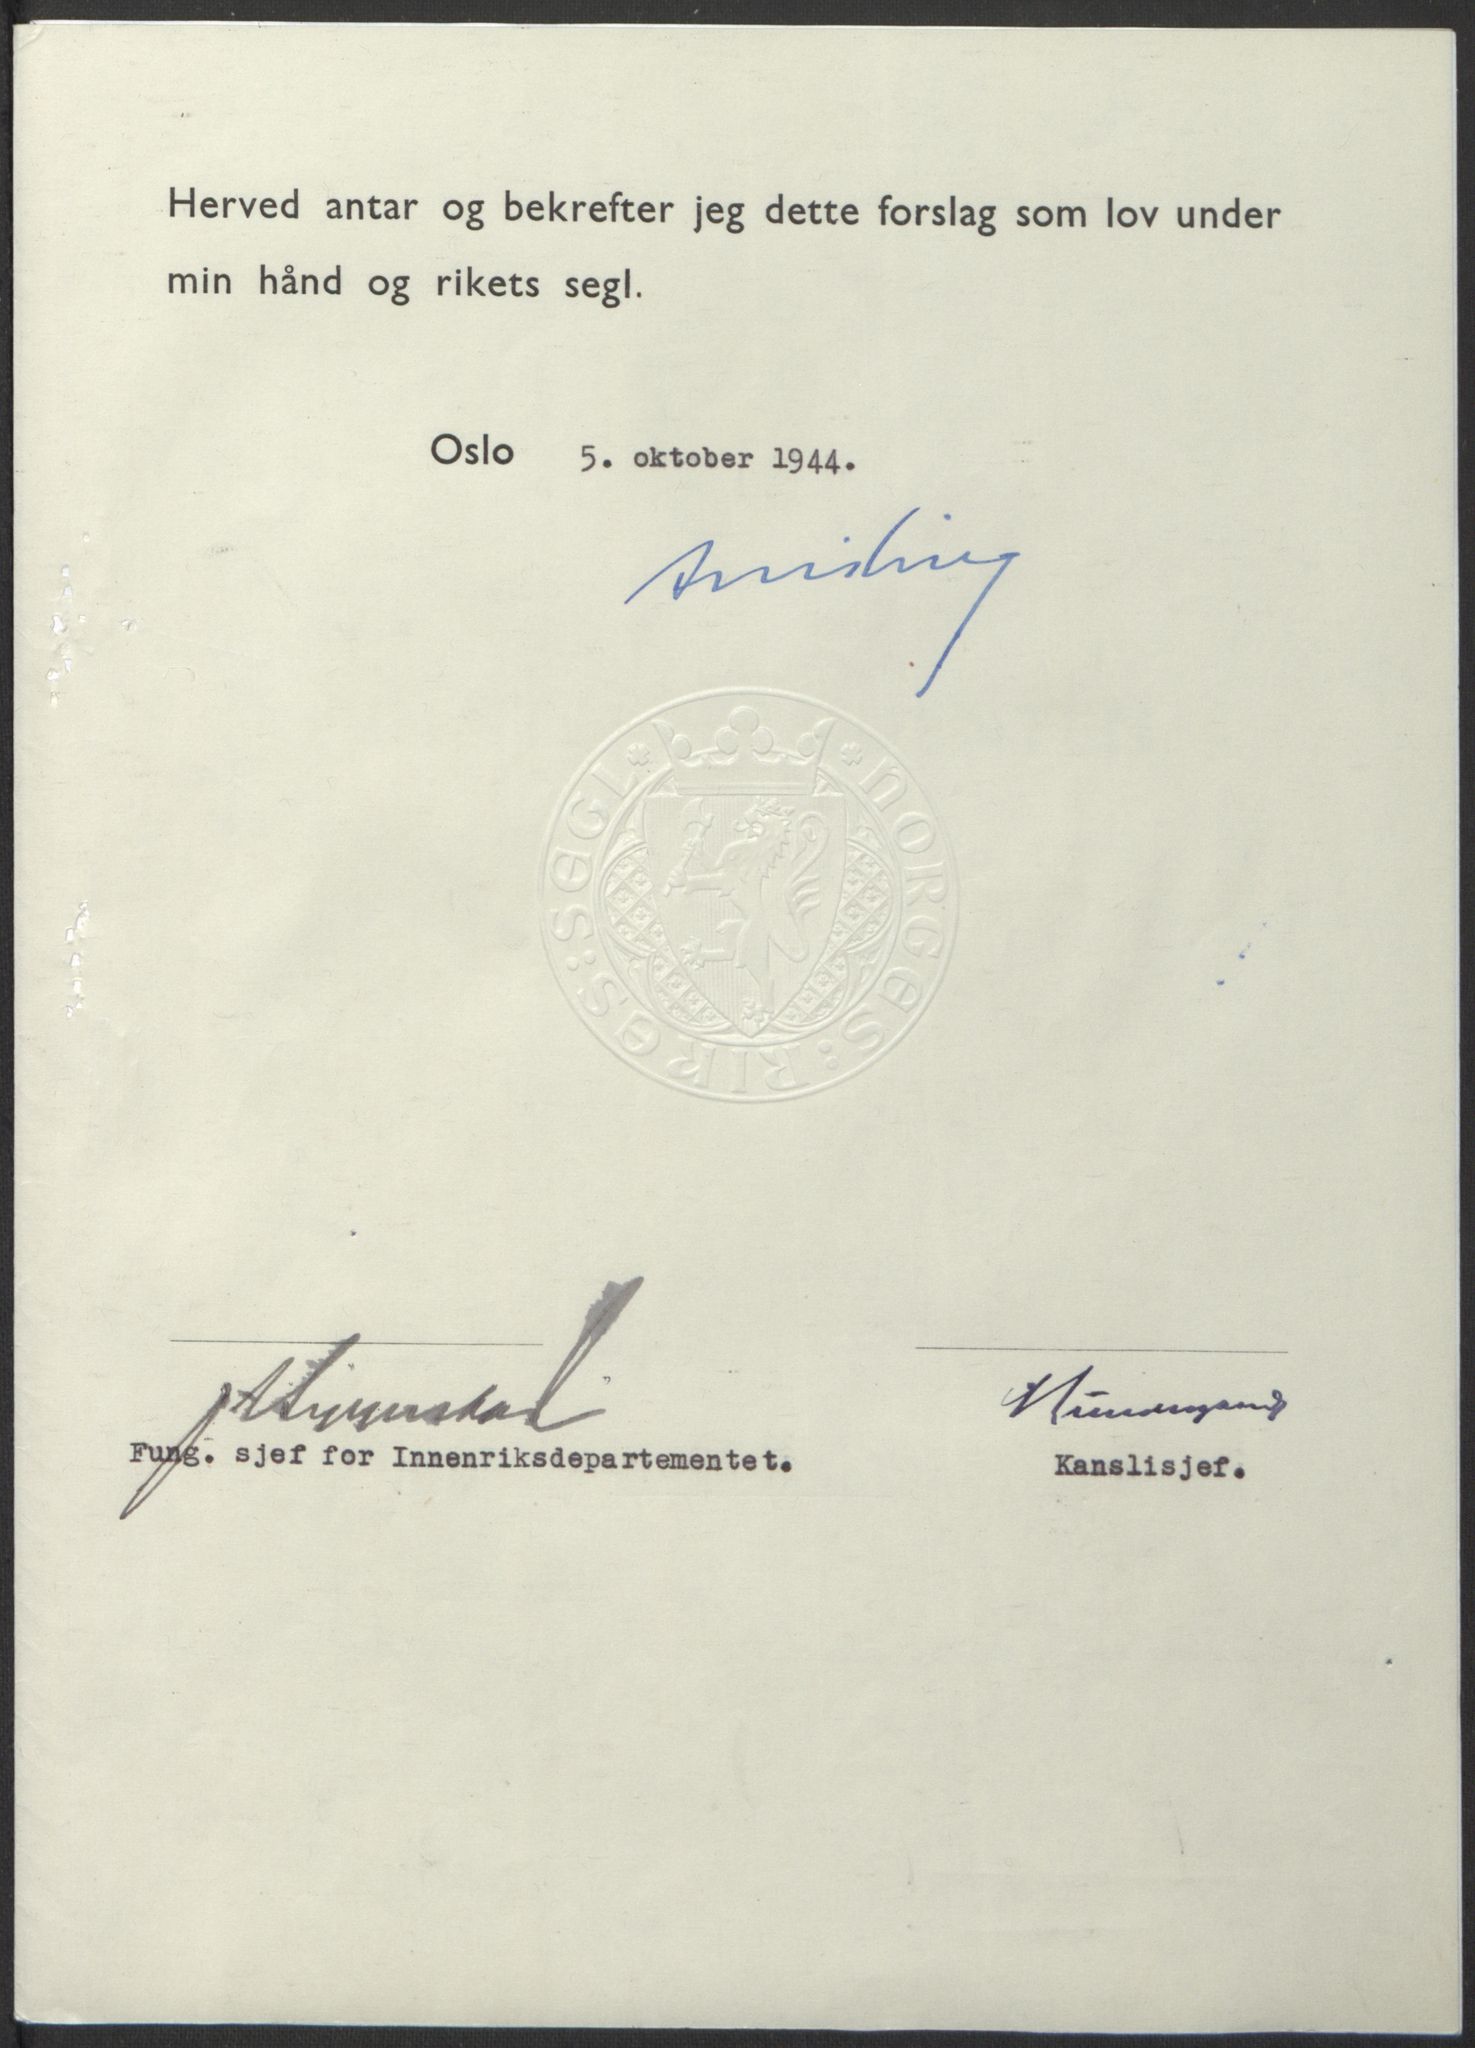 Herved antar og bekrefter jeg dette forslag som lov under
min hånd og rikets segl.
Oslo 5. oktober 1944.
NORGES:RIKES:SEGL
Fung. sjef for Innenriksdepartementet.
Kanslisjef.